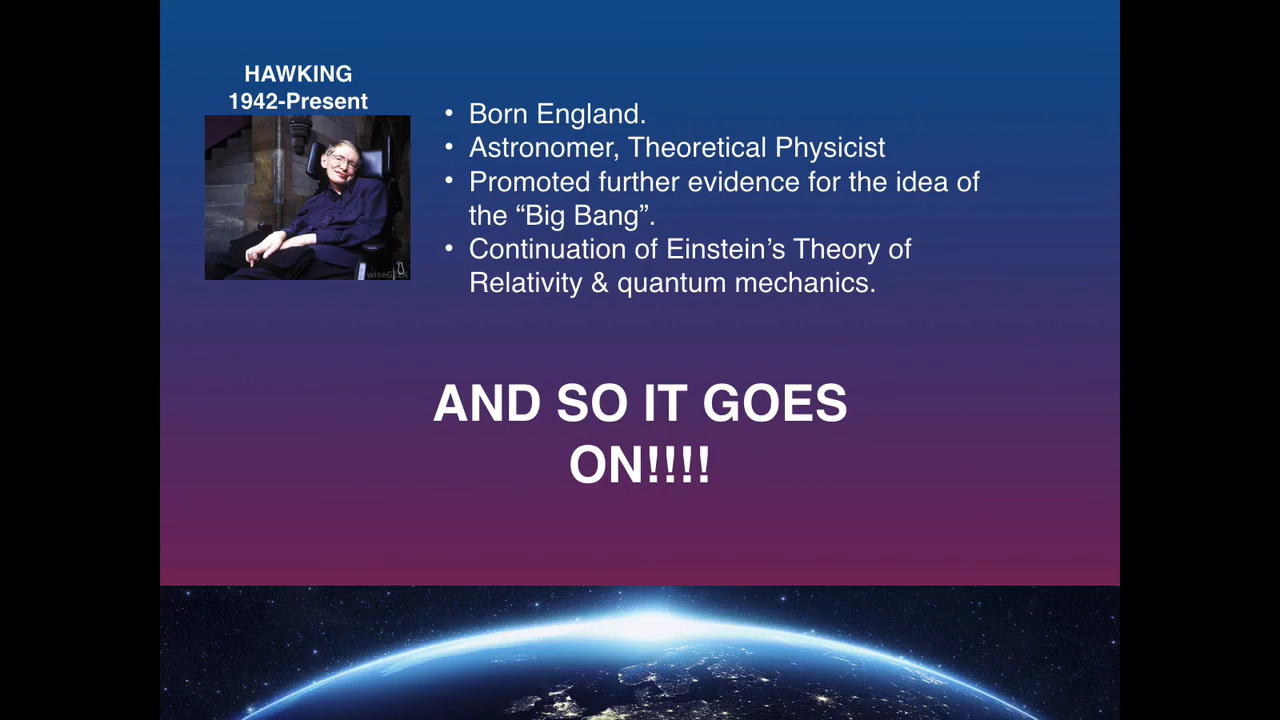 HAWKING
1942-Present
• Born England.
• Astronomer, Theoretical Physicist
• Promoted further evidence for the idea of
the “Big Bang”.
• Continuation of Einstein’s Theory of
Relativity & quantum mechanics.
wiseGEEK
AND SO IT GOES
ON!!!!